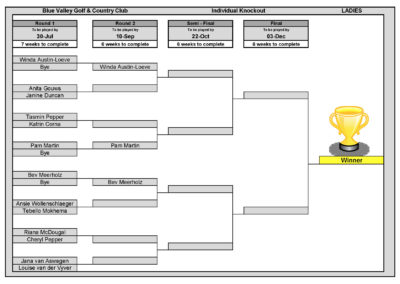 Blue Valley Golf & Country Club Individual Knockout LADIES
Round 1 Round 2 Semi - Final Final
To be played by To be played by To be played by To be played by
30-Jul 10-Sep 22-Oct 03-Dec
7 weeks to complete 6 weeks to complete 6 weeks to complete 6 weeks to complete
Winda Austin-Loeve
Bye Winda Austin-Loeve
Anita Gouws
Janine Duncan
Tasmin Pepper
Katrin Corna
Pam Martin Pam Martin
Bye
Winner
Bev Meerholz
Bye Bev Meerholz
Ansie Wollenschlaeger
Tebello Mokhema
Riana McDougal
Cheryl Pepper
Jana van Aswagen
Louise van der Vyver